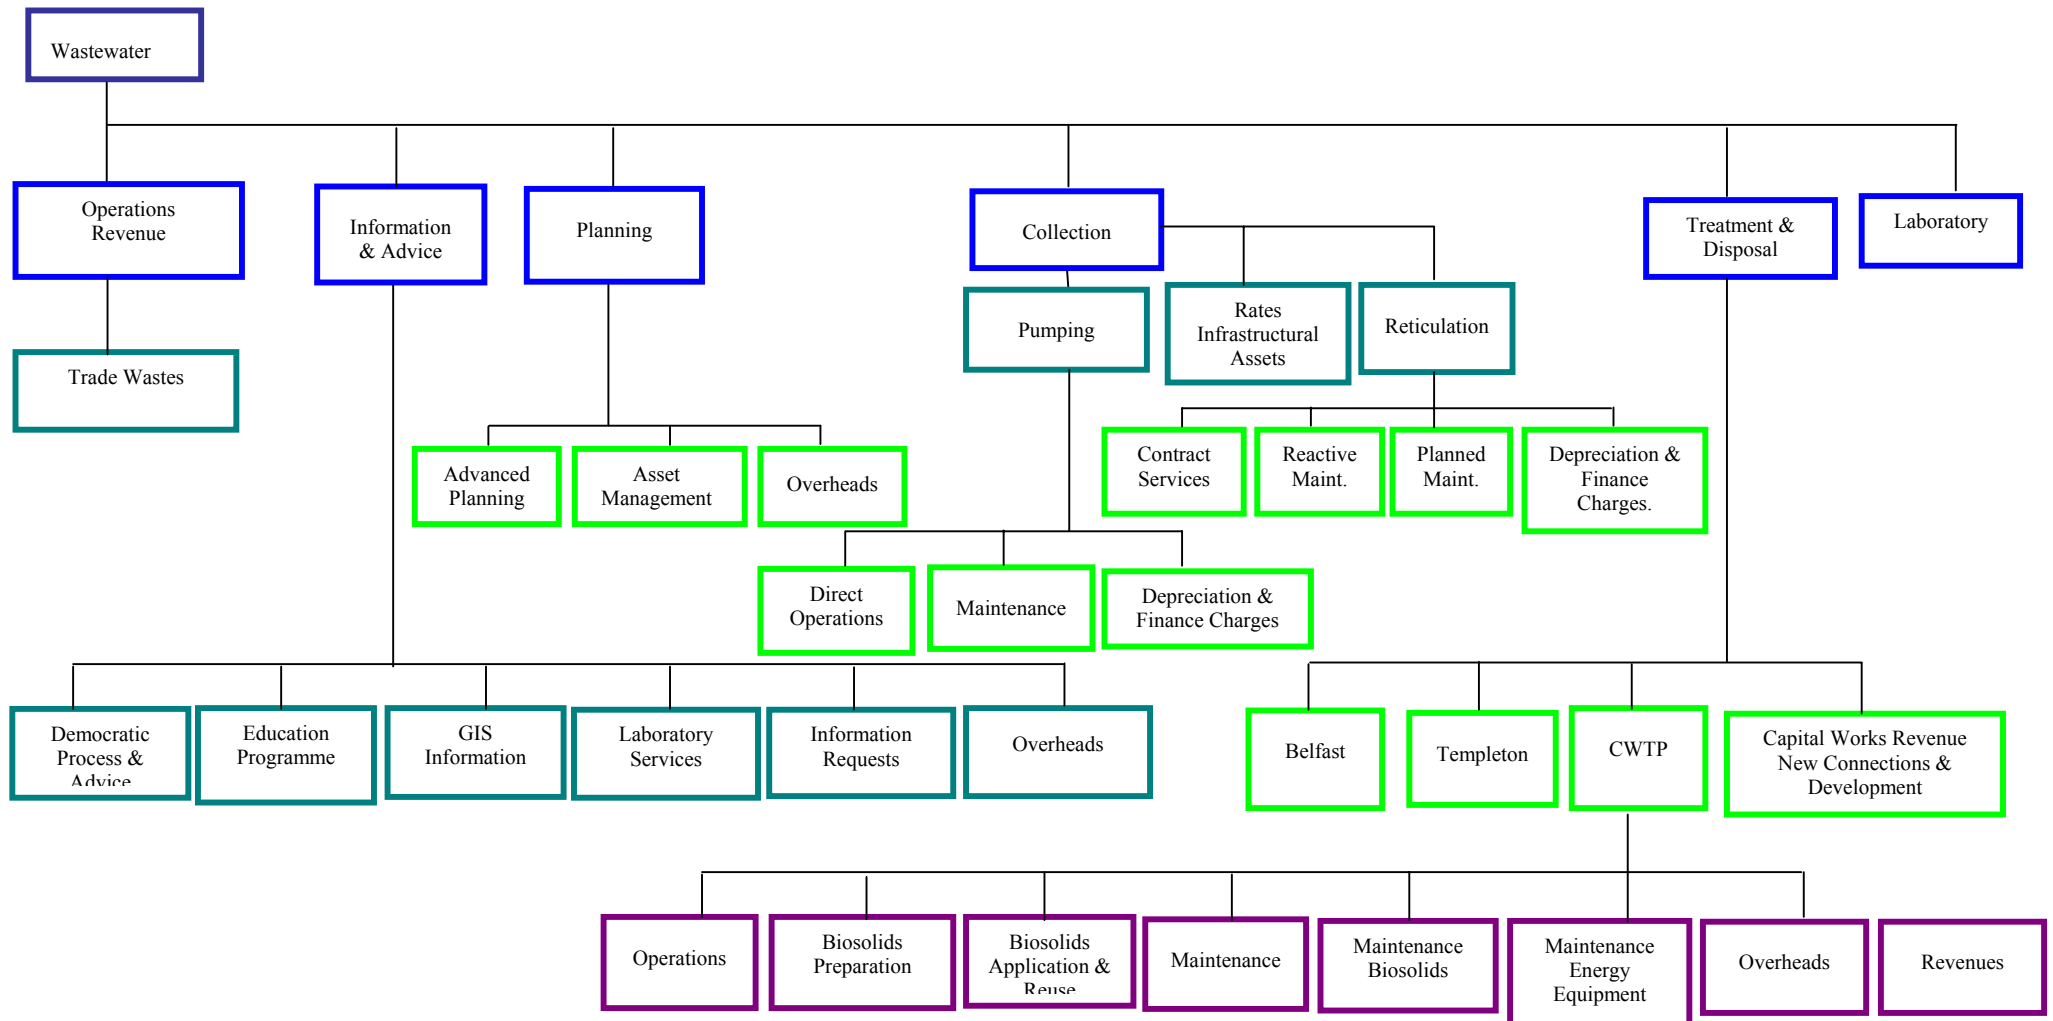 Wastewater
Operations
Revenue
Information
& Advice
Planning
Collection
Treatment &
Disposal
Laboratory
Trade Wastes
Pumping
Rates
Infrastructural
Assets
Reticulation
Advanced
Planning
Asset
Management
Overheads
Contract
Services
Reactive
Maint.
Planned
Maint.
Depreciation &
Finance
Charges.
Direct
Operations
Maintenance
Depreciation &
Finance Charges
Democratic
Process &
Advice
Education
Programme
GIS
Information
Laboratory
Services
Information
Requests
Overheads
Belfast
Templeton
CWTP
Capital Works Revenue
New Connections &
Development
Operations
Biosolids
Preparation
Biosolids
Application &
Reuse
Maintenance
Maintenance
Biosolids
Maintenance
Energy
Equipment
Overheads
Revenues